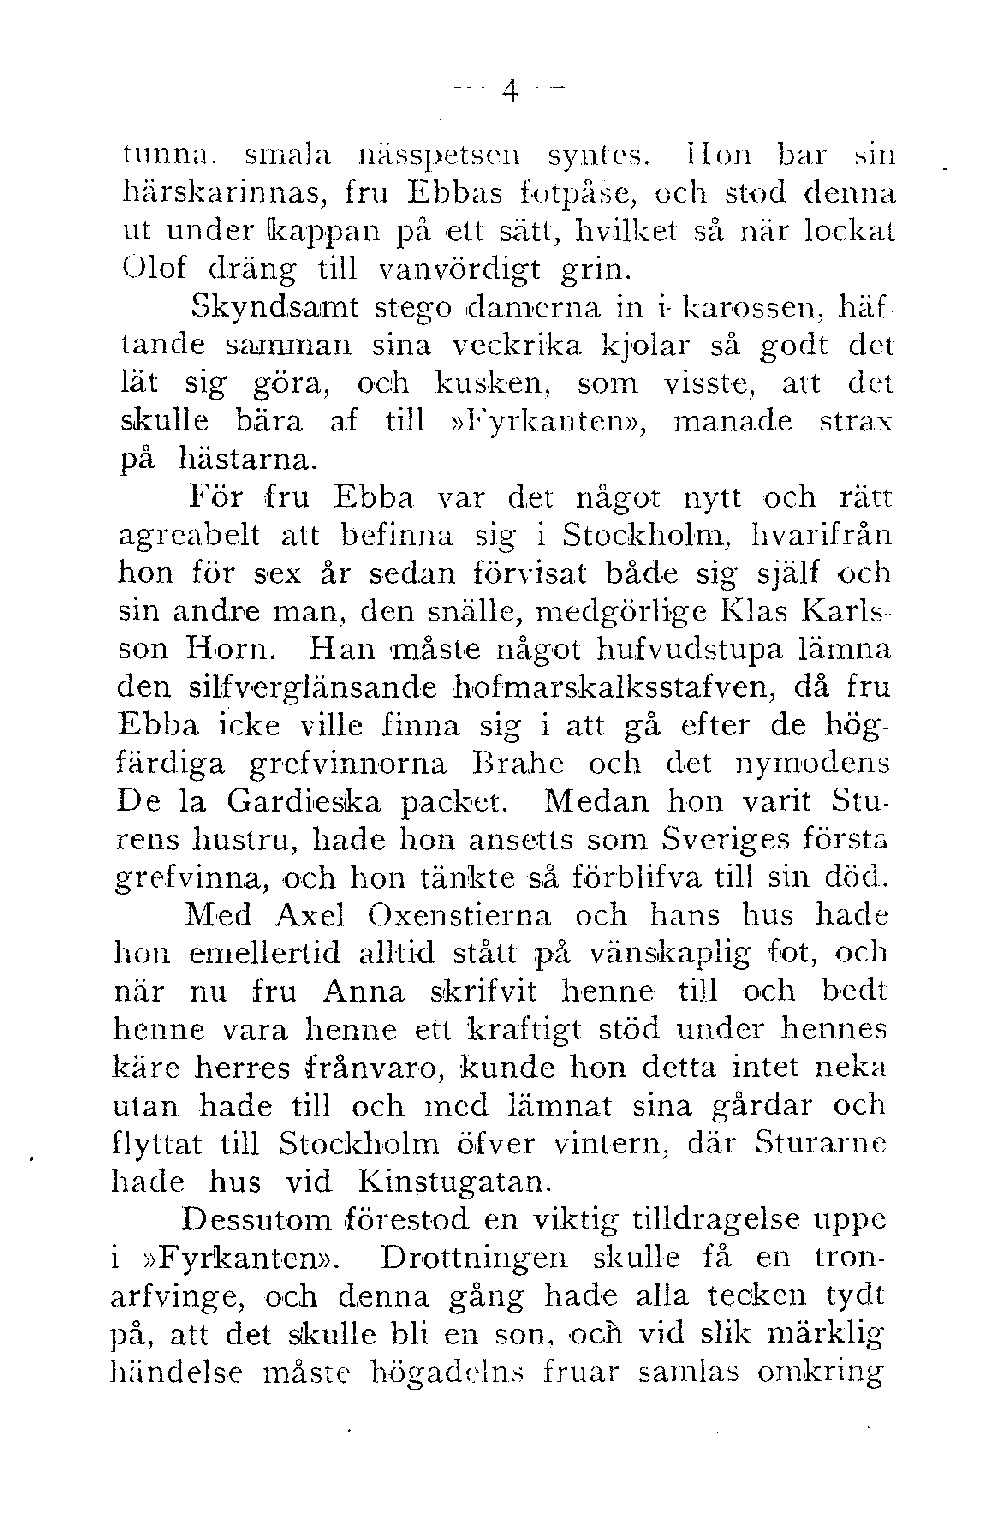 — 4 —
tunna, smala nässpetsen syntes. Hon bar sin
härskarinnas, fru Ebbas fotpåse, och stod denna
ut under kappan på ett sätt, hvilket så när lockat
Olof dräng till vanvördigt grin.
Skyndsamt stego damerna in i karossen, häf-
tande samman sina veckrika kjolar så godt det
lät sig göra, och kusken, som visste, att det
skulle bära af till »Fyrkanten», manade strax
på hästarna.
För fru Ebba var det något nytt och rätt
agreabelt att befinna sig i Stockholm, hvarifrån
hon för sex år sedan förvisat både sig själf och
sin andre man, den snälle, medgörlige Klas Karls-
son Horn. Han måste något hufvudstupa lämna
den silfverglänsande hofmarskalksstafven, då fru
Ebba icke ville finna sig i att gå efter de hög-
färdiga grefvinnorna Brahe och det nymodens
De la Gardieska packet. Medan hon varit Stu-
rens hustru, hade hon ansetts som Sveriges första
grefvinna, och hon tänkte så förblifva till sin död.
Med Axel Oxenstierna och hans hus hade
hon emellertid alltid stått på vänskaplig fot, och
när nu fru Anna skrifvit henne till och bedt
henne vara henne ett kraftigt stöd under hennes
käre herres frånvaro, kunde hon detta intet neka
utan hade till och med lämnat sina gårdar och
flyttat till Stockholm öfver vintern, där Sturarne
hade hus vid Kinstugatan.
Dessutom förestod en viktig tilldragelse uppe
i »Fyrkanten». Drottningen skulle få en tron-
arfvinge, och denna gång hade alla tecken tydt
på, att det skulle bli en son, och vid slik märklig
händelse måste högadelns fruar samlas omkring